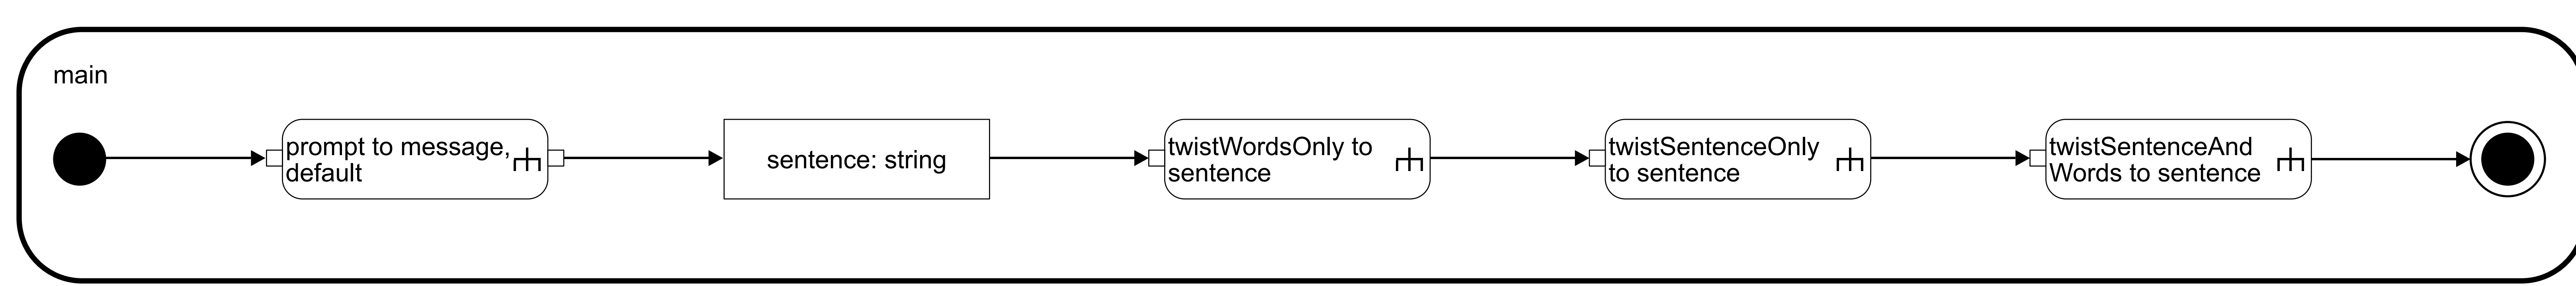 main
prompt to message,
default
sentence: string
twistWordsOnly to
sentence
twistSentenceOnly
to sentence
twistSentenceAnd
Words to sentence